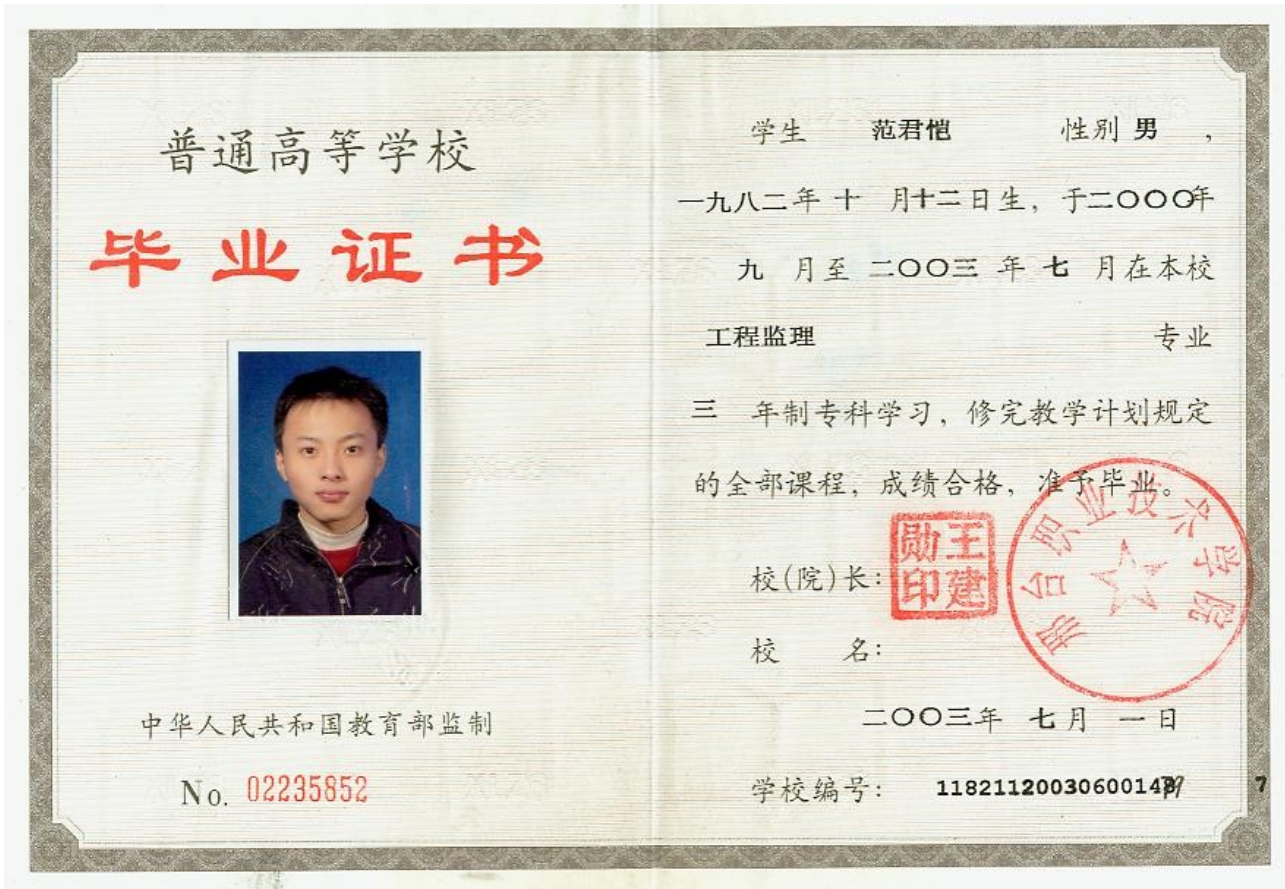 普通高等学校
毕业证书
中华人民共和国教育部监制
No. 02235852
学生 范君恺 性别 男 ,
一九八二年 十 月十二日生, 于二〇〇〇年
九 月至 二〇〇三 年 七 月在本校
工程监理 专业
三 年制专科学习, 修完教学计划规定
的全部课程, 成绩合格, 准予毕业。
校(院)长:
王建勋印
校 名:
邢台职业技术学院
二〇〇三年 七月 一日
学校编号: 118211200306001
7